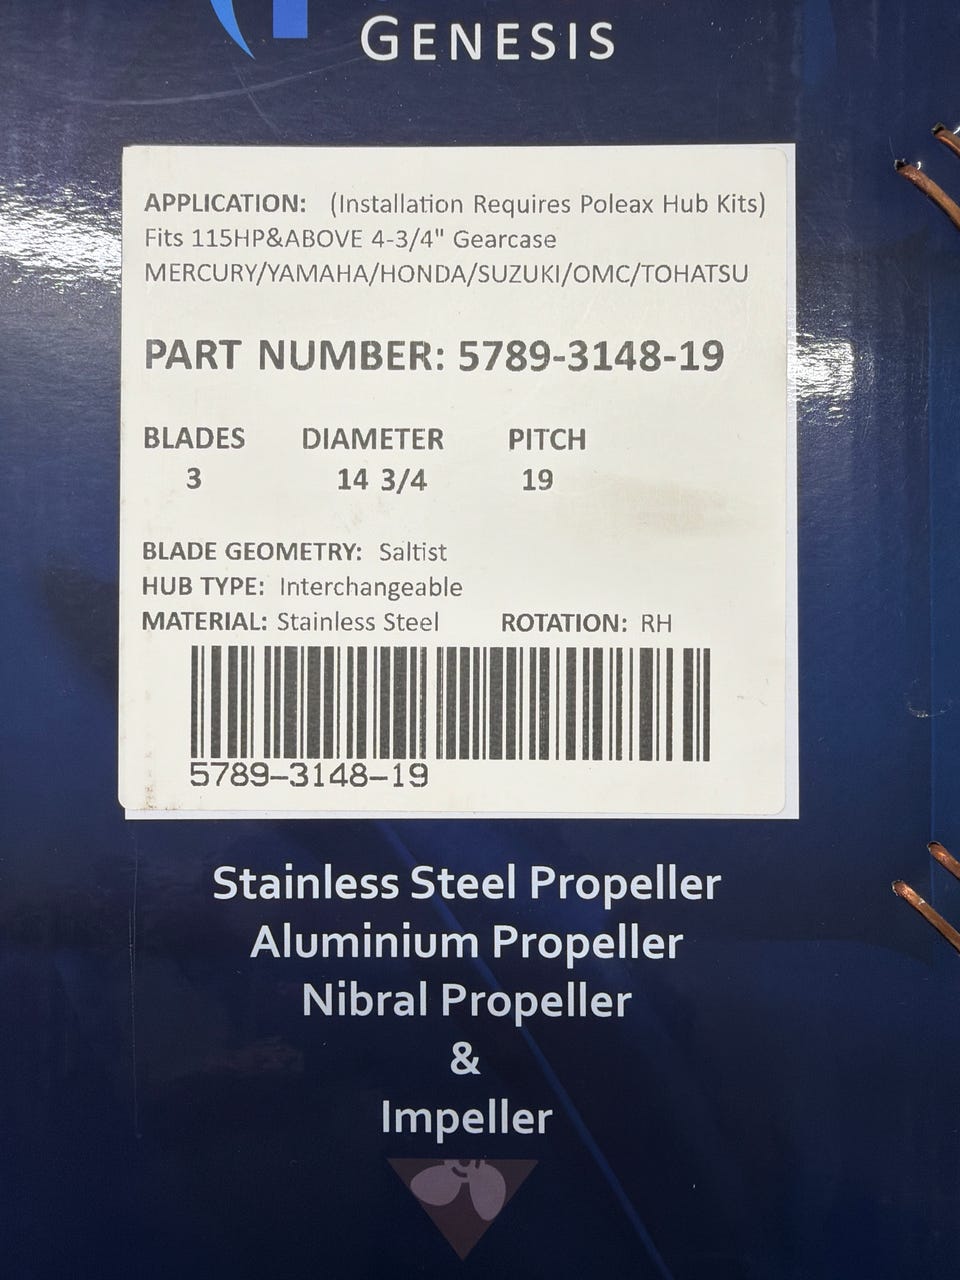 GENESIS
APPLICATION: (Installation Requires Poleax Hub Kits)
Fits 115HP&ABOVE 4-3/4" Gearcase
MERCURY/YAMAHA/HONDA/SUZUKI/OMC/TOHATSU
PART NUMBER: 5789-3148-19
BLADES DIAMETER PITCH
3 14 3/4 19
BLADE GEOMETRY: Saltist
HUB TYPE: Interchangeable
MATERIAL: Stainless Steel ROTATION: RH
5789-3148-19
Stainless Steel Propeller
Aluminium Propeller
Nibral Propeller
&
Impeller